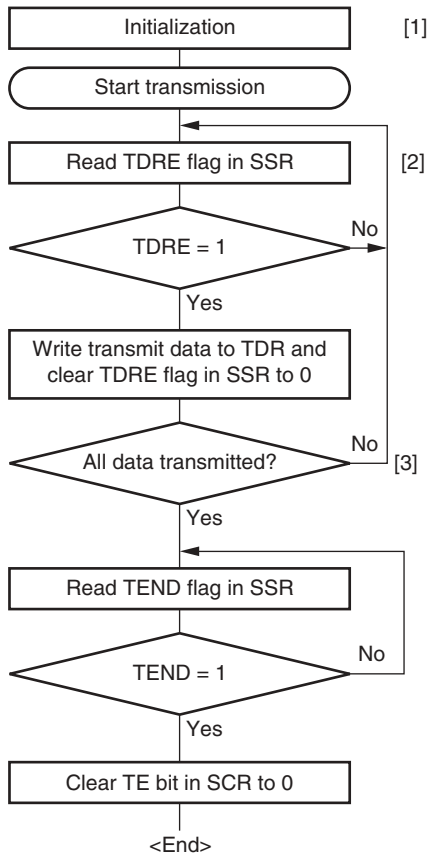 Initialization
[1]
Start transmission
Read TDRE flag in SSR
[2]
No
TDRE = 1
Yes
Write transmit data to TDR and
clear TDRE flag in SSR to 0
No
All data transmitted?
[3]
Yes
Read TEND flag in SSR
No
TEND = 1
Yes
Clear TE bit in SCR to 0
<End>